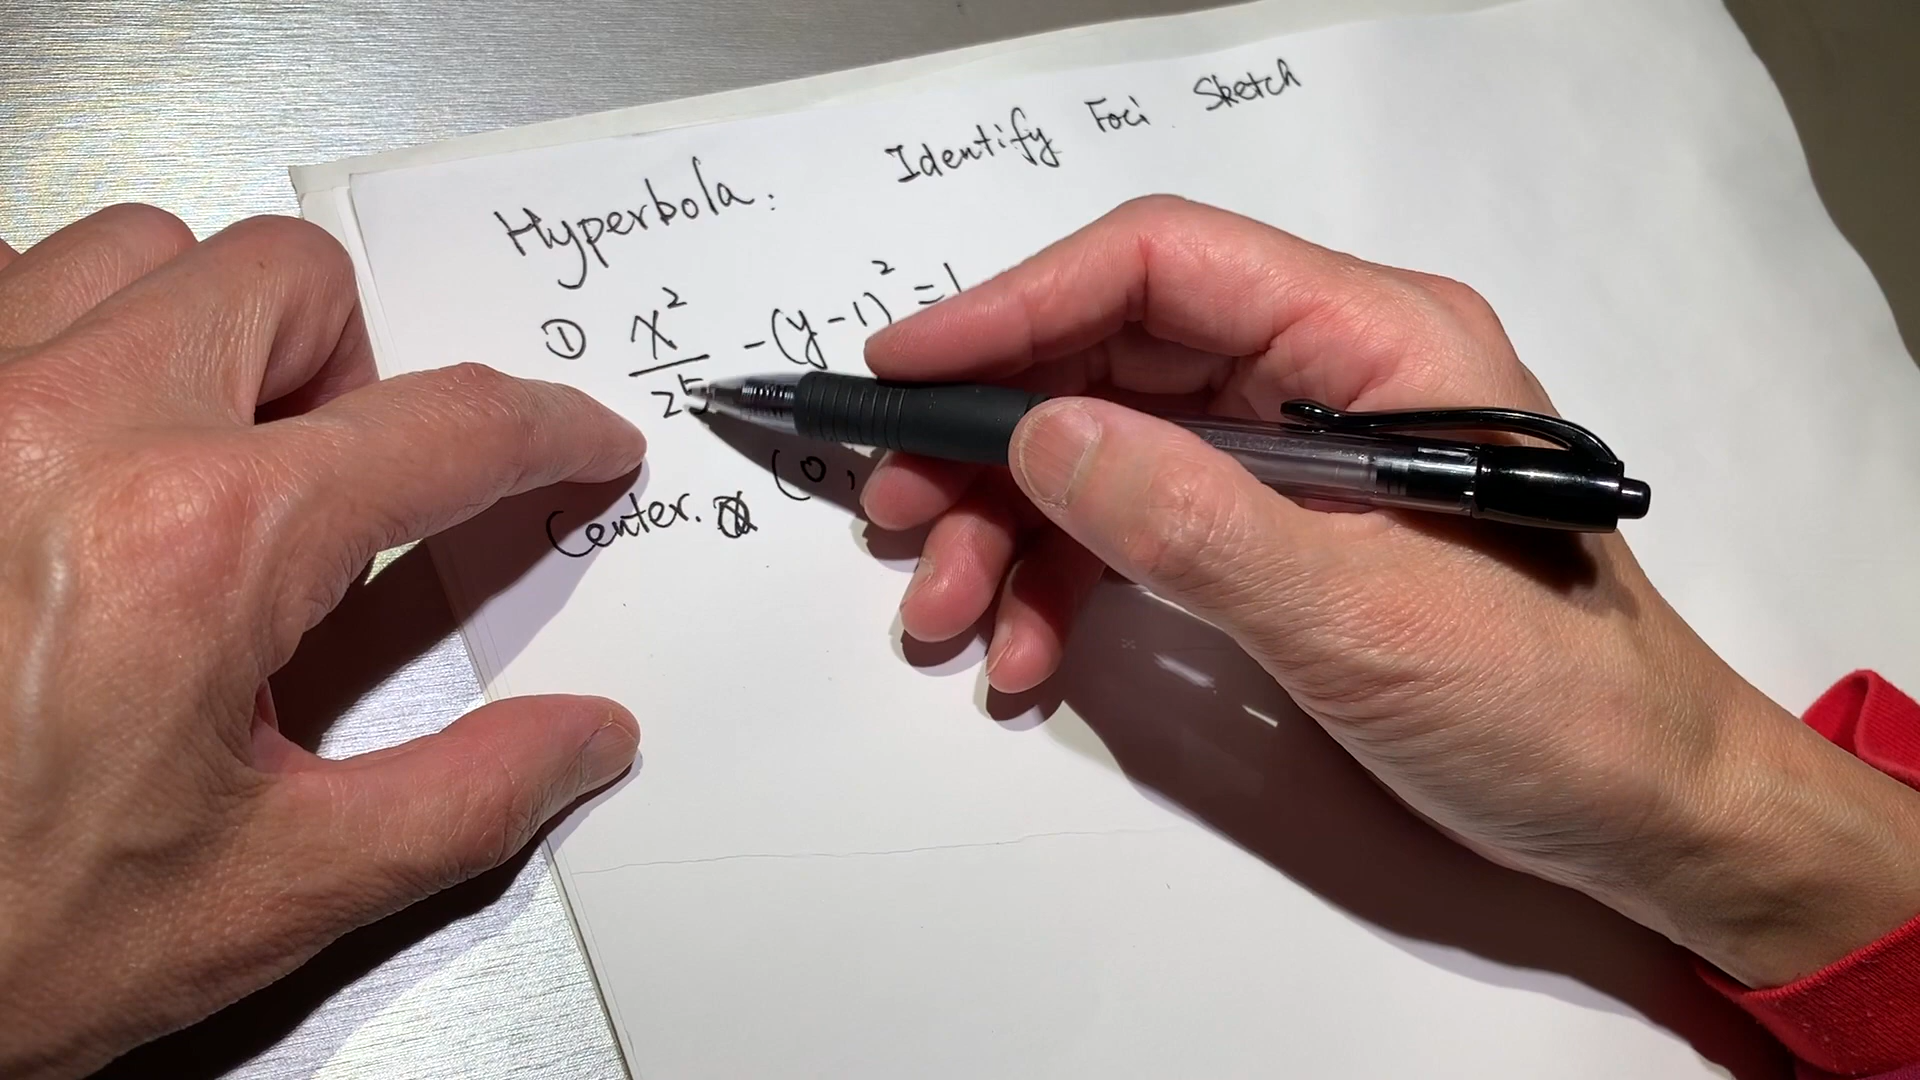 Identify Foci Sketch
Hyperbola.
① x² / 25 - (y-1)² = 1
Center. (0,